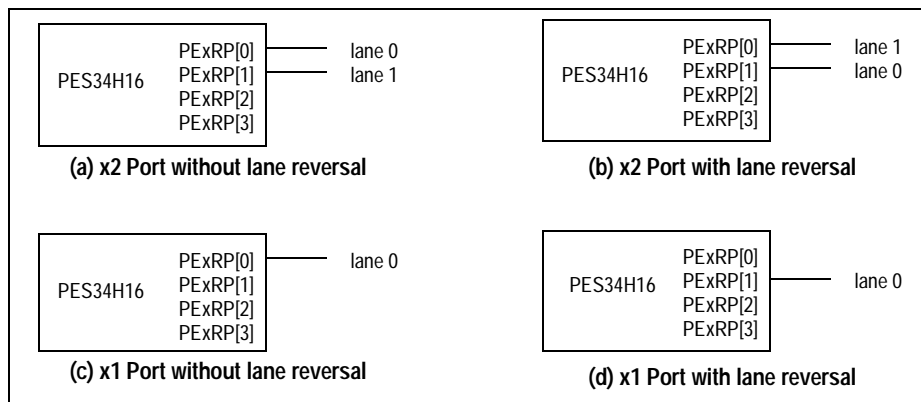 PES34H16
PExRP[0]
PExRP[1]
PExRP[2]
PExRP[3]
lane 0
lane 1
(a) x2 Port without lane reversal
PES34H16
PExRP[0]
PExRP[1]
PExRP[2]
PExRP[3]
lane 1
lane 0
(b) x2 Port with lane reversal
PES34H16
PExRP[0]
PExRP[1]
PExRP[2]
PExRP[3]
lane 0
(c) x1 Port without lane reversal
PES34H16
PExRP[0]
PExRP[1]
PExRP[2]
PExRP[3]
lane 0
(d) x1 Port with lane reversal